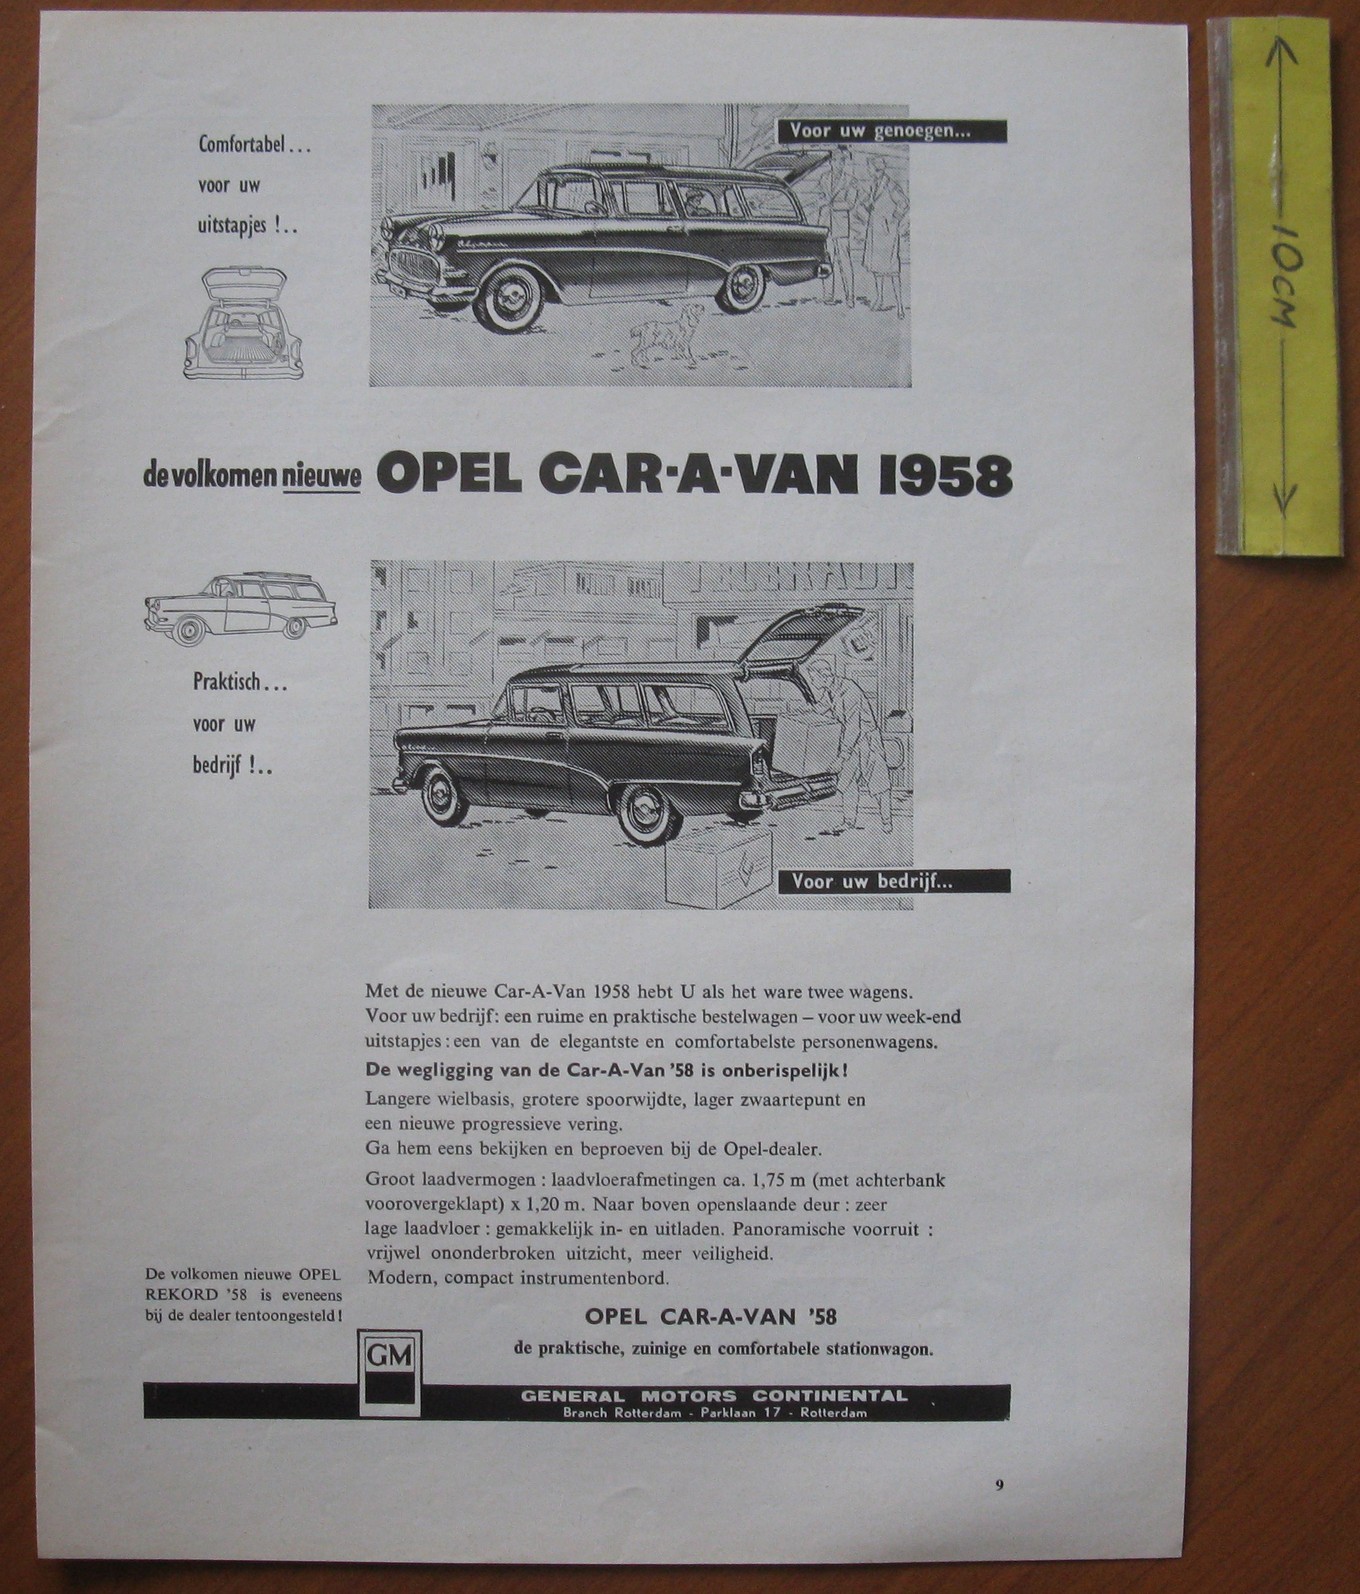 Comfortabel...
voor uw
uitstapjes !..
Voor uw genoegen...
de volkomen nieuwe OPEL CAR-A-VAN 1958
Praktisch...
voor uw
bedrijf !..
Voor uw bedrijf...
Met de nieuwe Car-A-Van 1958 hebt U als het ware twee wagens.
Voor uw bedrijf: een ruime en praktische bestelwagen – voor uw week-end
uitstapjes : een van de elegantste en comfortabelste personenwagens.
De wegligging van de Car-A-Van '58 is onberispelijk!
Langere wielbasis, grotere spoorwijdte, lager zwaartepunt en
een nieuwe progressieve vering.
Ga hem eens bekijken en beproeven bij de Opel-dealer.
Groot laadvermogen : laadvloerafmetingen ca. 1,75 m (met achterbank
voorovergeklapt) x 1,20 m. Naar boven openslaande deur : zeer
lage laadvloer : gemakkelijk in- en uitladen. Panoramische voorruit :
vrijwel ononderbroken uitzicht, meer veiligheid.
Modern, compact instrumentenbord.
De volkomen nieuwe OPEL
REKORD '58 is eveneens
bij de dealer tentoongesteld!
OPEL CAR-A-VAN '58
de praktische, zuinige en comfortabele stationwagon.
GM
GENERAL MOTORS CONTINENTAL
Branch Rotterdam - Parklaan 17 - Rotterdam
9
10CM